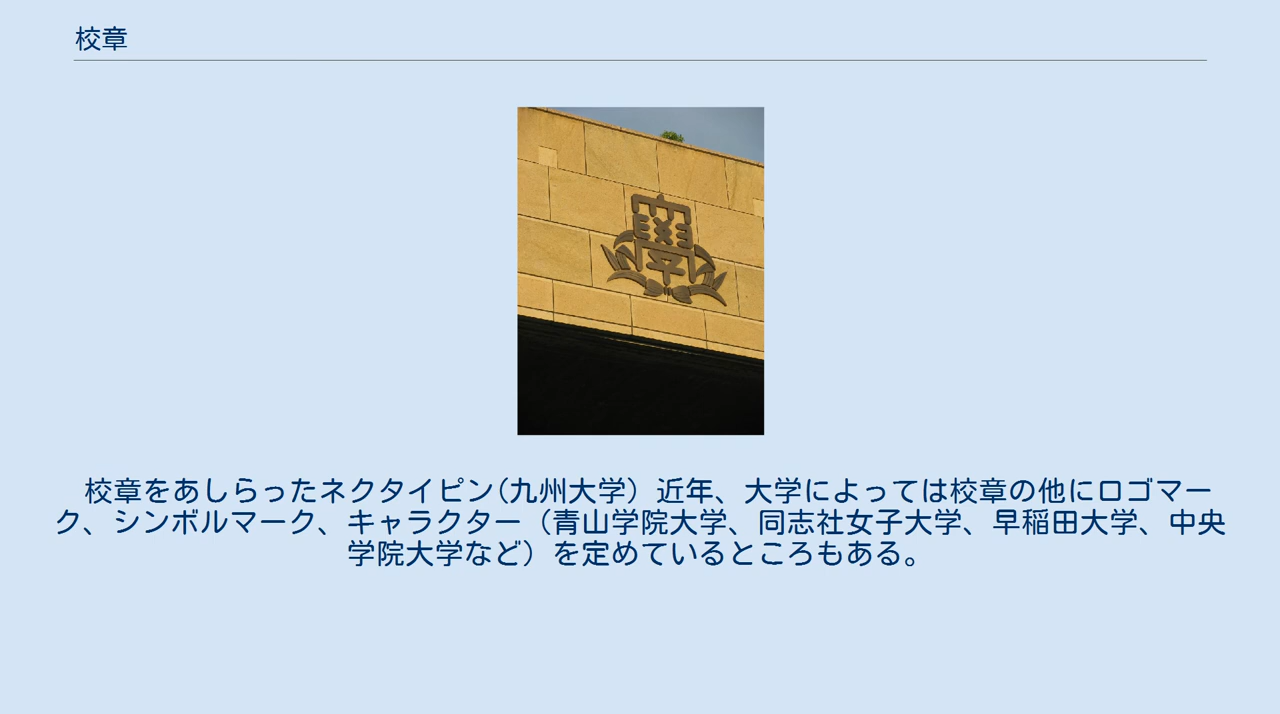 校章
學
校章をあしらったネクタイピン(九州大学）近年、大学によっては校章の他にロゴマー
ク、シンボルマーク、キャラクター（青山学院大学、同志社女子大学、早稲田大学、中央
学院大学など）を定めているところもある。